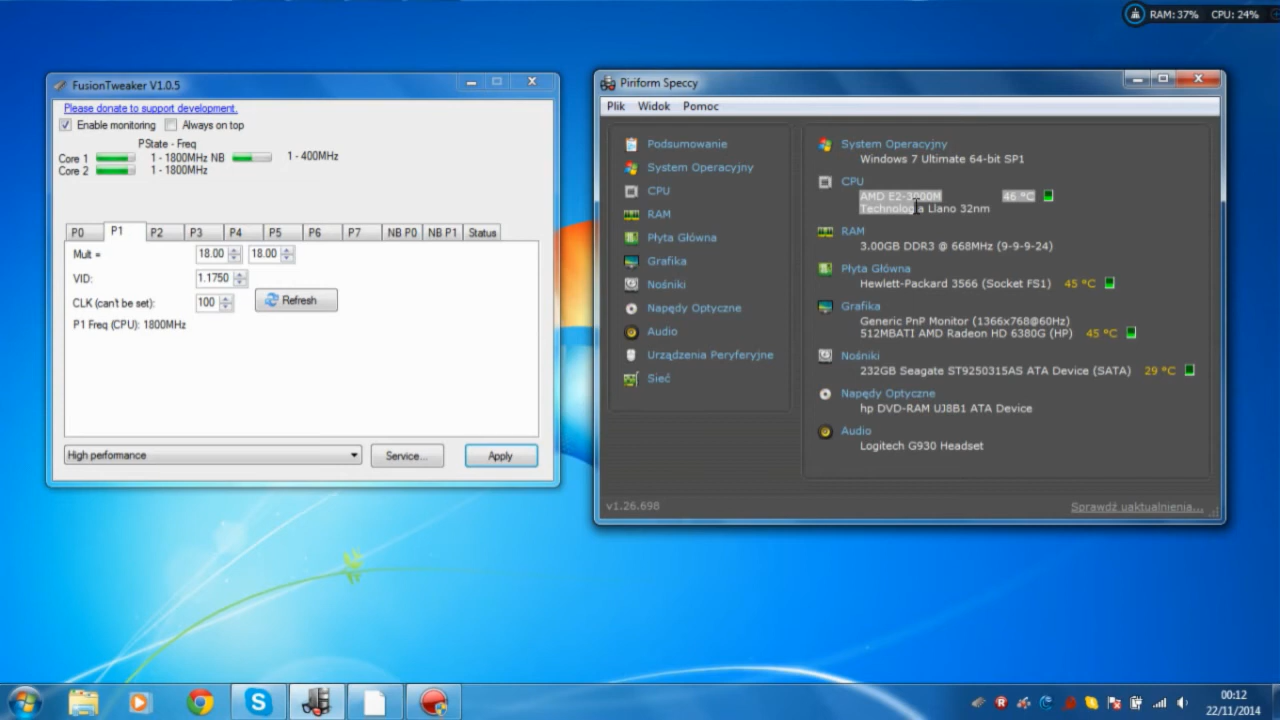 RAM: 37% CPU: 24%
FusionTweaker V1.0.5
Please donate to support development.
Enable monitoring Always on top
PState - Freq
Core 1 1 - 1800MHz NB 1 - 400MHz
Core 2 1 - 1800MHz
P0 P1 P2 P3 P4 P5 P6 P7 NB P0 NB P1 Status
Mult = 18.00 18.00
VID: 1.1750
CLK (can't be set): 100 Refresh
P1 Freq (CPU): 1800MHz
High performance Service... Apply
Piriform Speccy
Plik Widok Pomoc
Podsumowanie
System Operacyjny
CPU
RAM
Płyta Główna
Grafika
Nośniki
Napędy Optyczne
Audio
Urządzenia Peryferyjne
Sieć
System Operacyjny
Windows 7 Ultimate 64-bit SP1
CPU
AMD E2-3000M 46 °C
Technologia Llano 32nm
RAM
3.00GB DDR3 @ 668MHz (9-9-9-24)
Płyta Główna
Hewlett-Packard 3566 (Socket FS1) 45 °C
Grafika
Generic PnP Monitor (1366x768@60Hz)
512MBATI AMD Radeon HD 6380G (HP) 45 °C
Nośniki
232GB Seagate ST9250315AS ATA Device (SATA) 29 °C
Napędy Optyczne
hp DVD-RAM UJ8B1 ATA Device
Audio
Logitech G930 Headset
v1.26.698 Sprawdź uaktualnienia...
00:12
22/11/2014